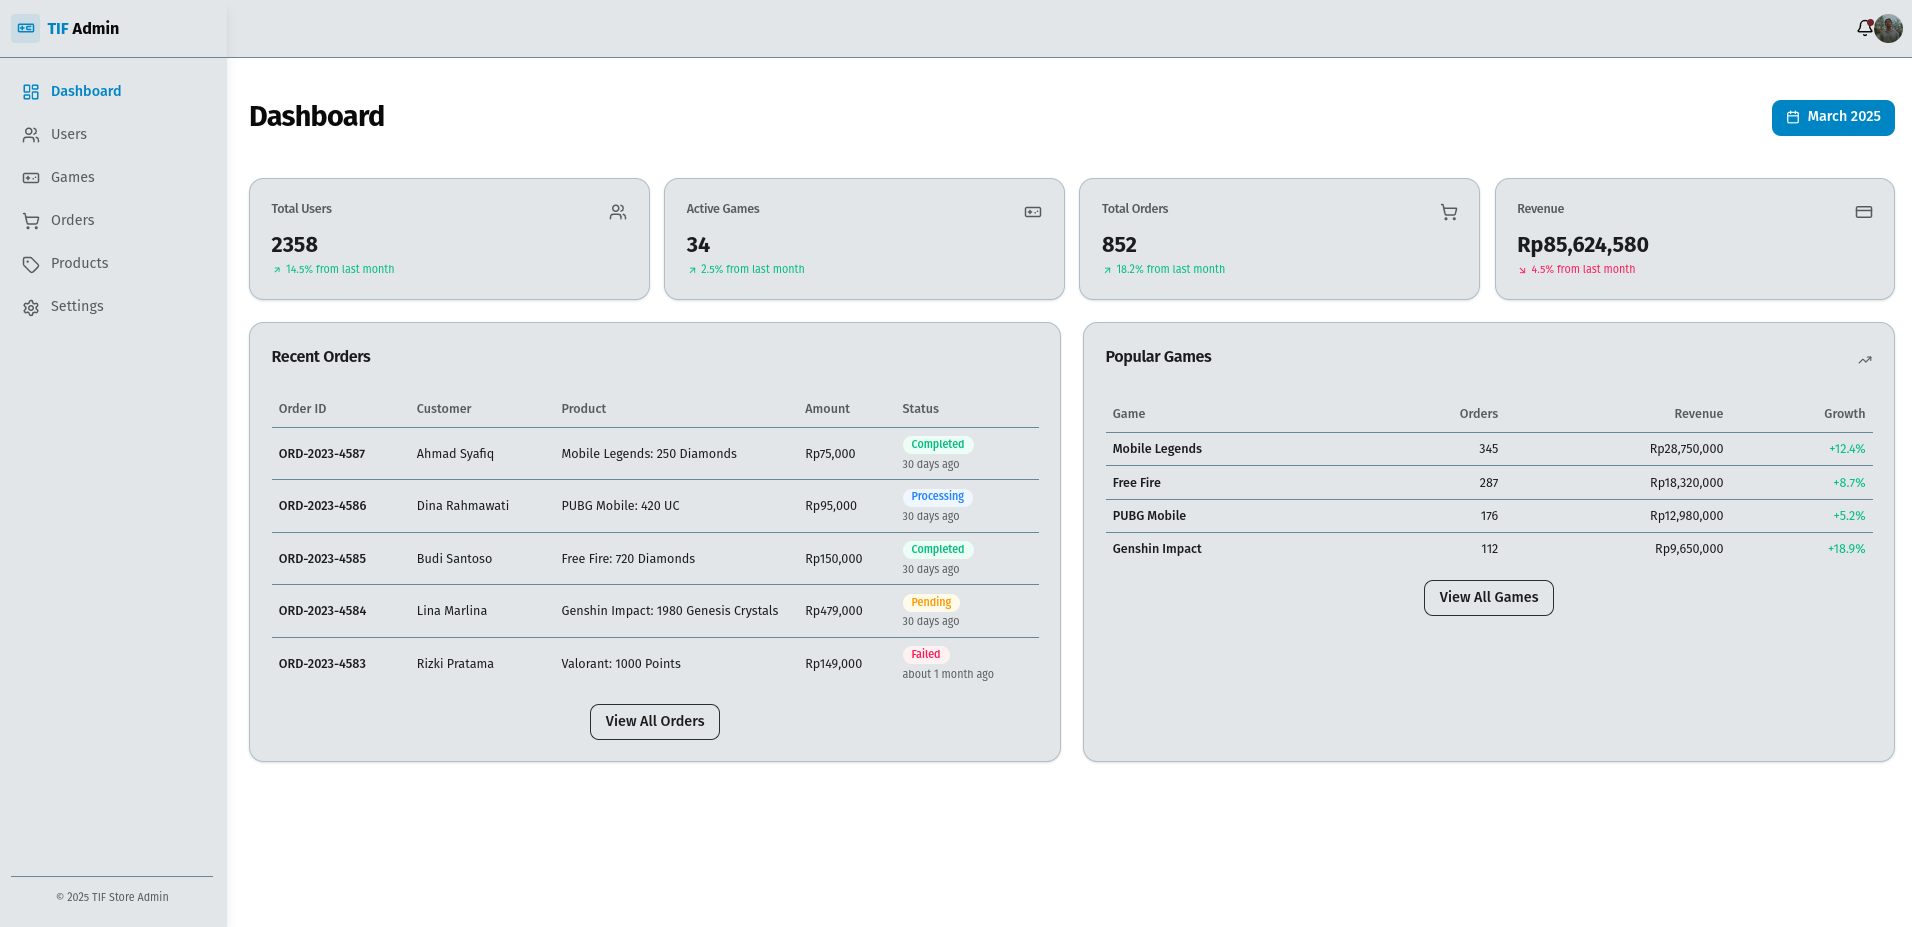 TIF Admin
Dashboard
Users
Games
Orders
Products
Settings
© 2025 TIF Store Admin
Dashboard
March 2025
Total Users
2358
14.5% from last month
Active Games
34
2.5% from last month
Total Orders
852
18.2% from last month
Revenue
Rp85,624,580
4.5% from last month
Recent Orders
Order ID Customer Product Amount Status
ORD-2023-4587 Ahmad Syafiq Mobile Legends: 250 Diamonds Rp75,000 Completed
30 days ago
ORD-2023-4586 Dina Rahmawati PUBG Mobile: 420 UC Rp95,000 Processing
30 days ago
ORD-2023-4585 Budi Santoso Free Fire: 720 Diamonds Rp150,000 Completed
30 days ago
ORD-2023-4584 Lina Marlina Genshin Impact: 1980 Genesis Crystals Rp479,000 Pending
30 days ago
ORD-2023-4583 Rizki Pratama Valorant: 1000 Points Rp149,000 Failed
about 1 month ago
View All Orders
Popular Games
Game Orders Revenue Growth
Mobile Legends 345 Rp28,750,000 +12.4%
Free Fire 287 Rp18,320,000 +8.7%
PUBG Mobile 176 Rp12,980,000 +5.2%
Genshin Impact 112 Rp9,650,000 +18.9%
View All Games